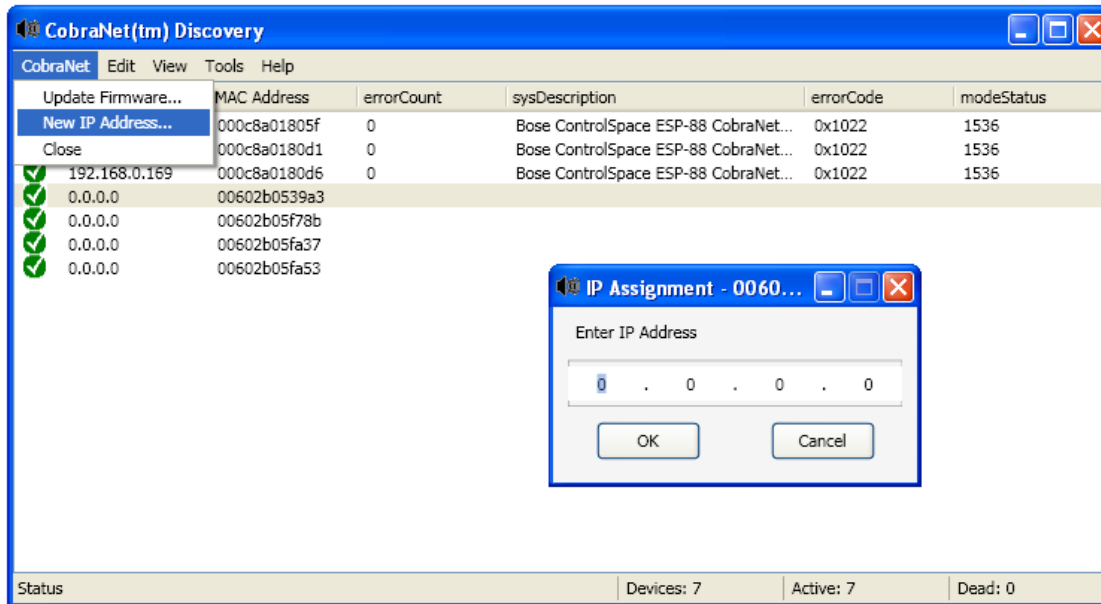 CobraNet(tm) Discovery
CobraNet Edit View Tools Help
Update Firmware...
New IP Address...
Close
MAC Address errorCount sysDescription errorCode modeStatus
000c8a01805f 0 Bose ControlSpace ESP-88 CobraNet... 0x1022 1536
000c8a0180d1 0 Bose ControlSpace ESP-88 CobraNet... 0x1022 1536
192.168.0.169 000c8a0180d6 0 Bose ControlSpace ESP-88 CobraNet... 0x1022 1536
0.0.0.0 00602b0539a3
0.0.0.0 00602b05f78b
0.0.0.0 00602b05fa37
0.0.0.0 00602b05fa53
IP Assignment - 0060...
Enter IP Address
0 . 0 . 0 . 0
OK Cancel
Status Devices: 7 Active: 7 Dead: 0